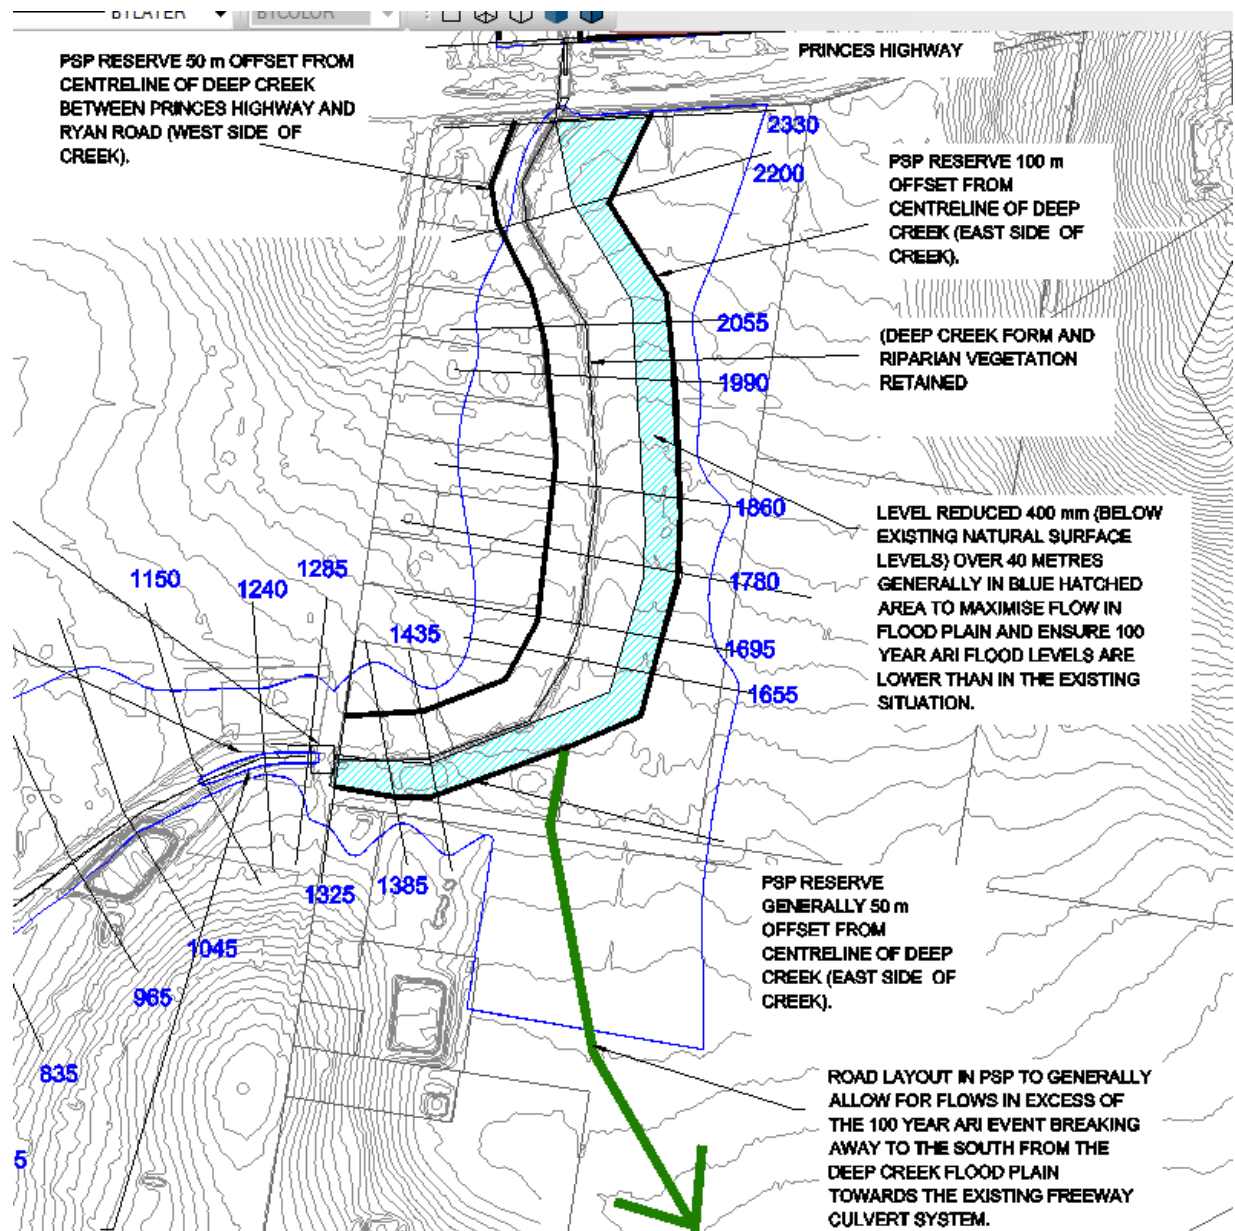 BYLAYER
BYCOLOR
PRINCES HIGHWAY
PSP RESERVE 50 m OFFSET FROM
CENTRELINE OF DEEP CREEK
BETWEEN PRINCES HIGHWAY AND
RYAN ROAD (WEST SIDE OF
CREEK).
2330
2200
PSP RESERVE 100 m
OFFSET FROM
CENTRELINE OF DEEP
CREEK (EAST SIDE OF
CREEK).
2055
1990
(DEEP CREEK FORM AND
RIPARIAN VEGETATION
RETAINED
1860
1780
1695
1655
LEVEL REDUCED 400 mm (BELOW
EXISTING NATURAL SURFACE
LEVELS) OVER 40 METRES
GENERALLY IN BLUE HATCHED
AREA TO MAXIMISE FLOW IN
FLOOD PLAIN AND ENSURE 100
YEAR ARI FLOOD LEVELS ARE
LOWER THAN IN THE EXISTING
SITUATION.
1150
1240
1285
1435
1325
1385
1045
965
835
5
PSP RESERVE
GENERALLY 50 m
OFFSET FROM
CENTRELINE OF DEEP
CREEK (EAST SIDE OF
CREEK).
ROAD LAYOUT IN PSP TO GENERALLY
ALLOW FOR FLOWS IN EXCESS OF
THE 100 YEAR ARI EVENT BREAKING
AWAY TO THE SOUTH FROM THE
DEEP CREEK FLOOD PLAIN
TOWARDS THE EXISTING FREEWAY
CULVERT SYSTEM.